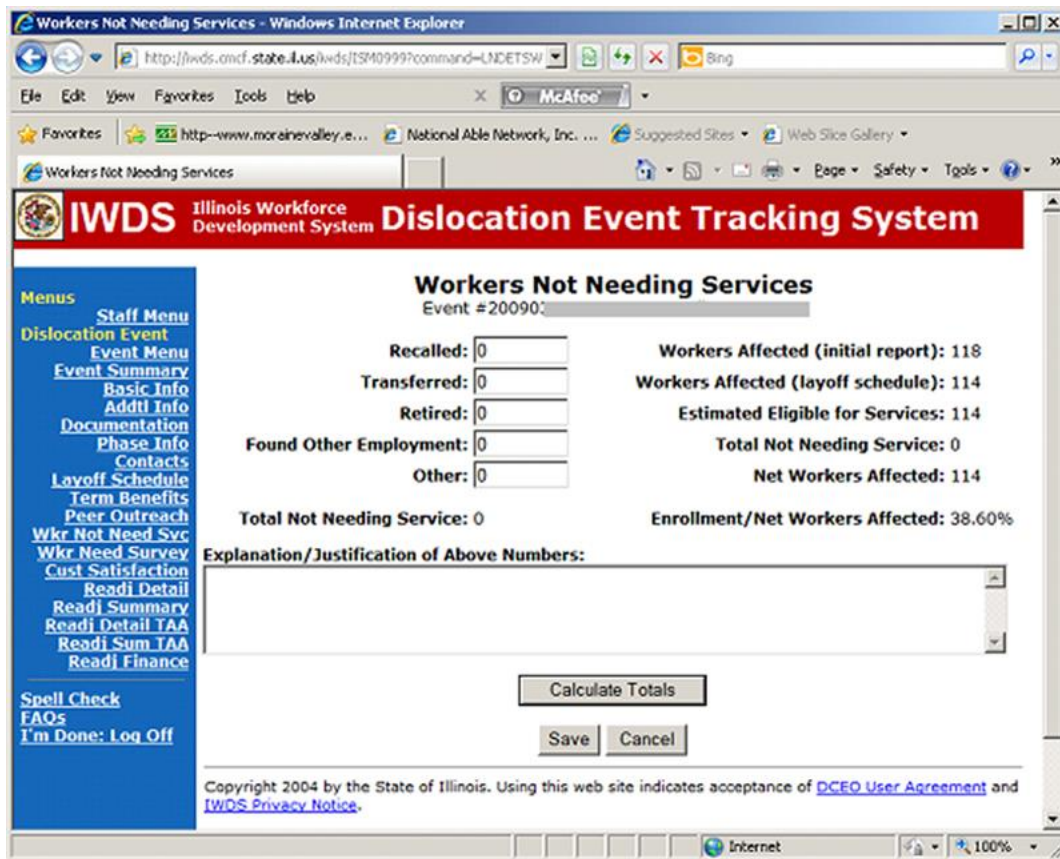 Workers Not Needing Services - Windows Internet Explorer
http://iwds.cmcf.state.il.us/iwds/ISM0999?command=LNDETSW
Bing
File Edit View Favorites Tools Help
McAfee
Favorites
http--www.morainevalley.e...
National Able Network, Inc. ...
Suggested Sites
Web Slice Gallery
Workers Not Needing Services
Page Safety Tools
IWDS Illinois Workforce Development System Dislocation Event Tracking System
Menus
Staff Menu
Dislocation Event
Event Menu
Event Summary
Basic Info
Addtl Info
Documentation
Phase Info
Contacts
Layoff Schedule
Term Benefits
Peer Outreach
Wkr Not Need Svc
Wkr Need Survey
Cust Satisfaction
Readj Detail
Readj Summary
Readj Detail TAA
Readj Sum TAA
Readj Finance
Spell Check
FAQs
I'm Done: Log Off
Workers Not Needing Services
Event #20090
Recalled: 0 Workers Affected (initial report): 118
Transferred: 0 Workers Affected (layoff schedule): 114
Retired: 0 Estimated Eligible for Services: 114
Found Other Employment: 0 Total Not Needing Service: 0
Other: 0 Net Workers Affected: 114
Total Not Needing Service: 0 Enrollment/Net Workers Affected: 38.60%
Explanation/Justification of Above Numbers:
Calculate Totals
Save Cancel
Copyright 2004 by the State of Illinois. Using this web site indicates acceptance of DCEO User Agreement and
IWDS Privacy Notice.
Internet 100%